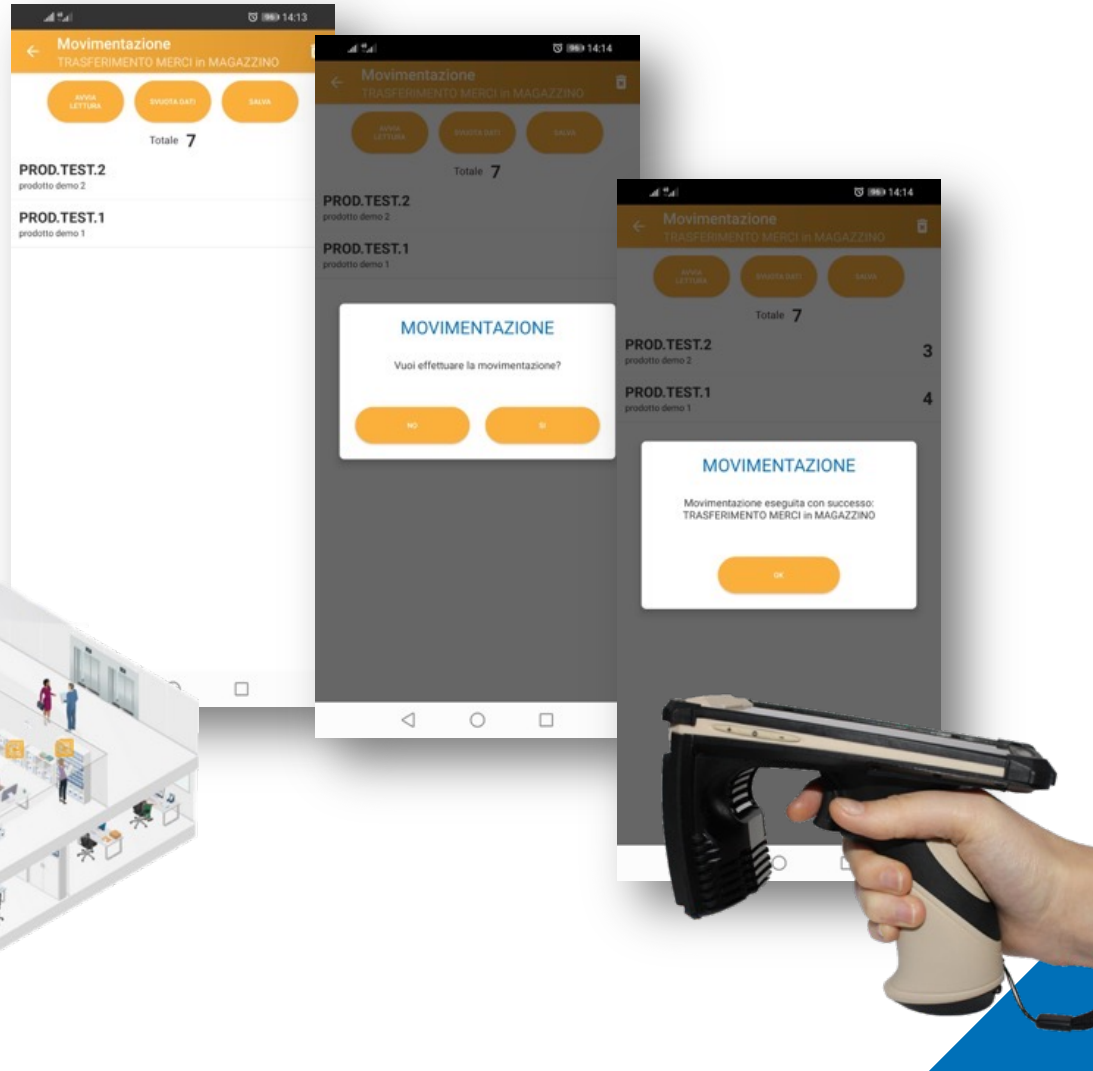 14:13
Movimentazione
TRASFERIMENTO MERCI in MAGAZZINO
AVVIA
LETTURA
SVUOTA DATI
SALVA
Totale 7
PROD.TEST.2
prodotto demo 2
PROD.TEST.1
prodotto demo 1
96 14:14
Movimentazione
TRASFERIMENTO MERCI in MAGAZZINO
AVVIA
LETTURA
SVUOTA DATI
SALVA
Totale 7
PROD.TEST.2
prodotto demo 2
PROD.TEST.1
prodotto demo 1
MOVIMENTAZIONE
Vuoi effettuare la movimentazione?
NO
SI
96 14:14
Movimentazione
TRASFERIMENTO MERCI in MAGAZZINO
AVVIA
LETTURA
SVUOTA DATI
SALVA
Totale 7
PROD.TEST.2 3
prodotto demo 2
PROD.TEST.1 4
prodotto demo 1
MOVIMENTAZIONE
Movimentazione eseguita con successo:
TRASFERIMENTO MERCI in MAGAZZINO
OK